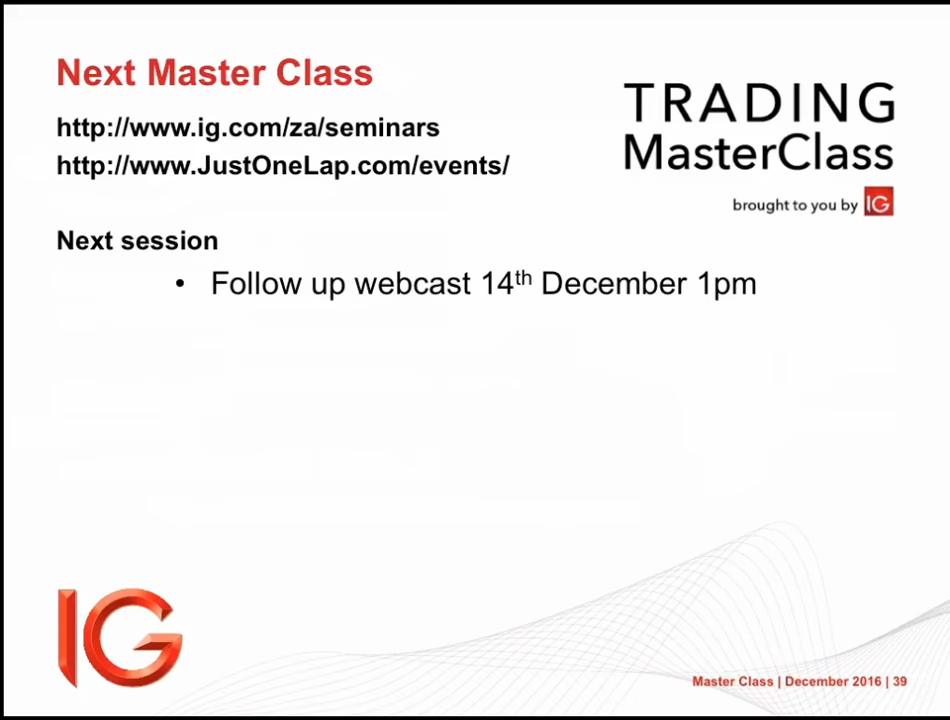 Next Master Class
http://www.ig.com/za/seminars
http://www.JustOneLap.com/events/
TRADING
MasterClass
brought to you by IG
Next session
• Follow up webcast 14th December 1pm
IG
Master Class | December 2016 | 39